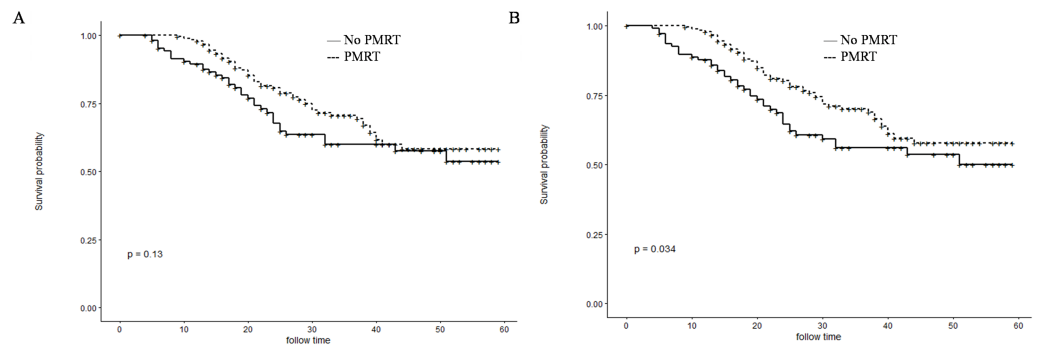 A
No PMRT
PMRT
Survival probability
1.00
0.75
0.50
0.25
0.00
p = 0.13
0 10 20 30 40 50 60
follow time
B
No PMRT
PMRT
Survival probability
1.00
0.75
0.50
0.25
0.00
p = 0.034
0 10 20 30 40 50 60
follow time